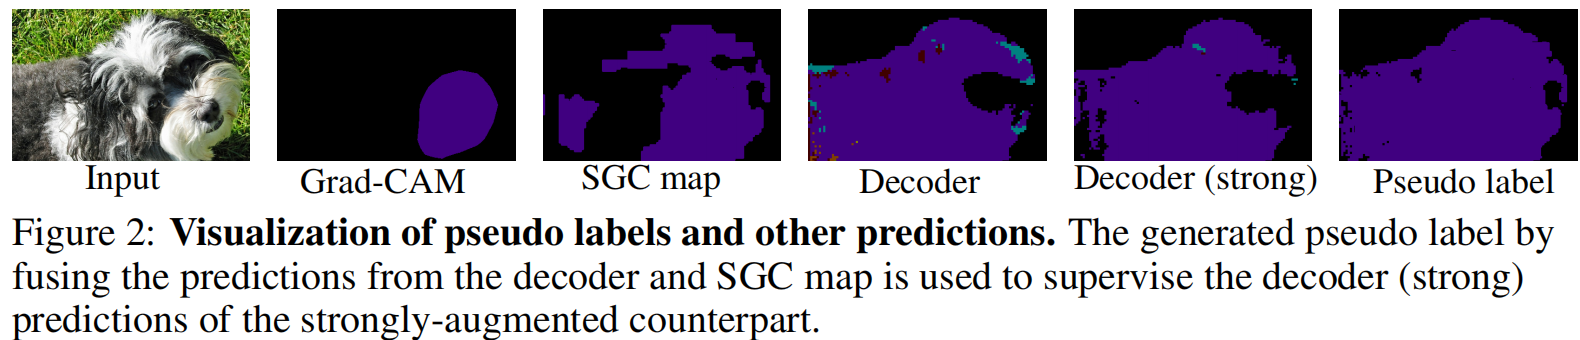 Input Grad-CAM SGC map Decoder Decoder (strong) Pseudo label
Figure 2: Visualization of pseudo labels and other predictions. The generated pseudo label by
fusing the predictions from the decoder and SGC map is used to supervise the decoder (strong)
predictions of the strongly-augmented counterpart.